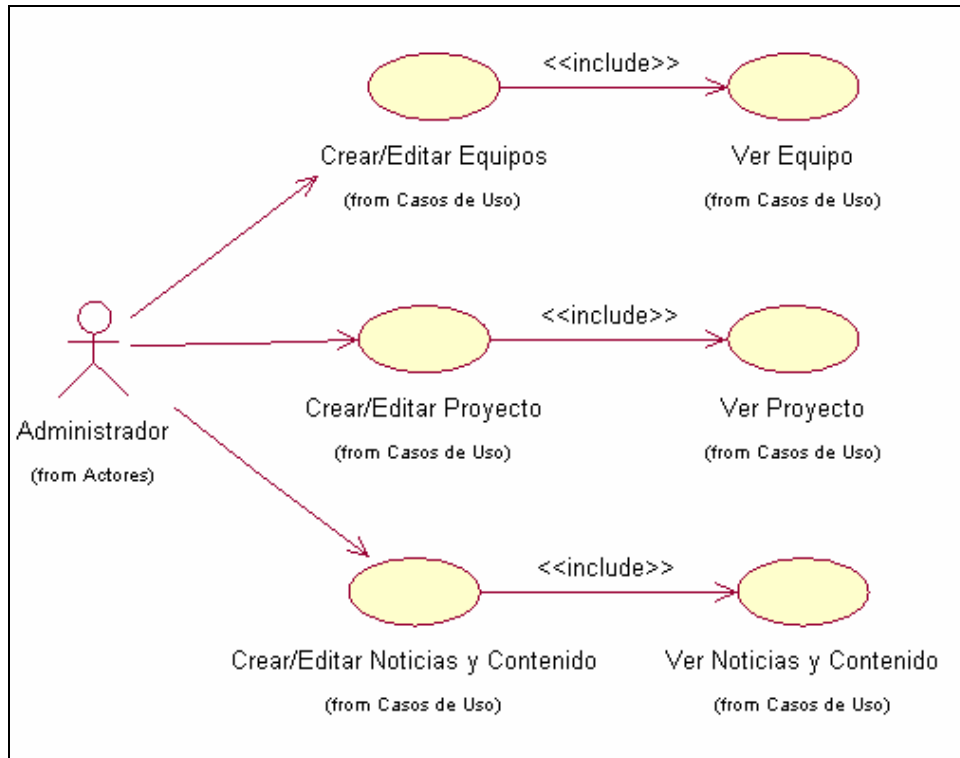 <<include>>
Crear/Editar Equipos
Ver Equipo
(from Casos de Uso)
(from Casos de Uso)
<<include>>
Crear/Editar Proyecto
Ver Proyecto
(from Casos de Uso)
(from Casos de Uso)
Administrador
(from Actores)
<<include>>
Crear/Editar Noticias y Contenido
Ver Noticias y Contenido
(from Casos de Uso)
(from Casos de Uso)